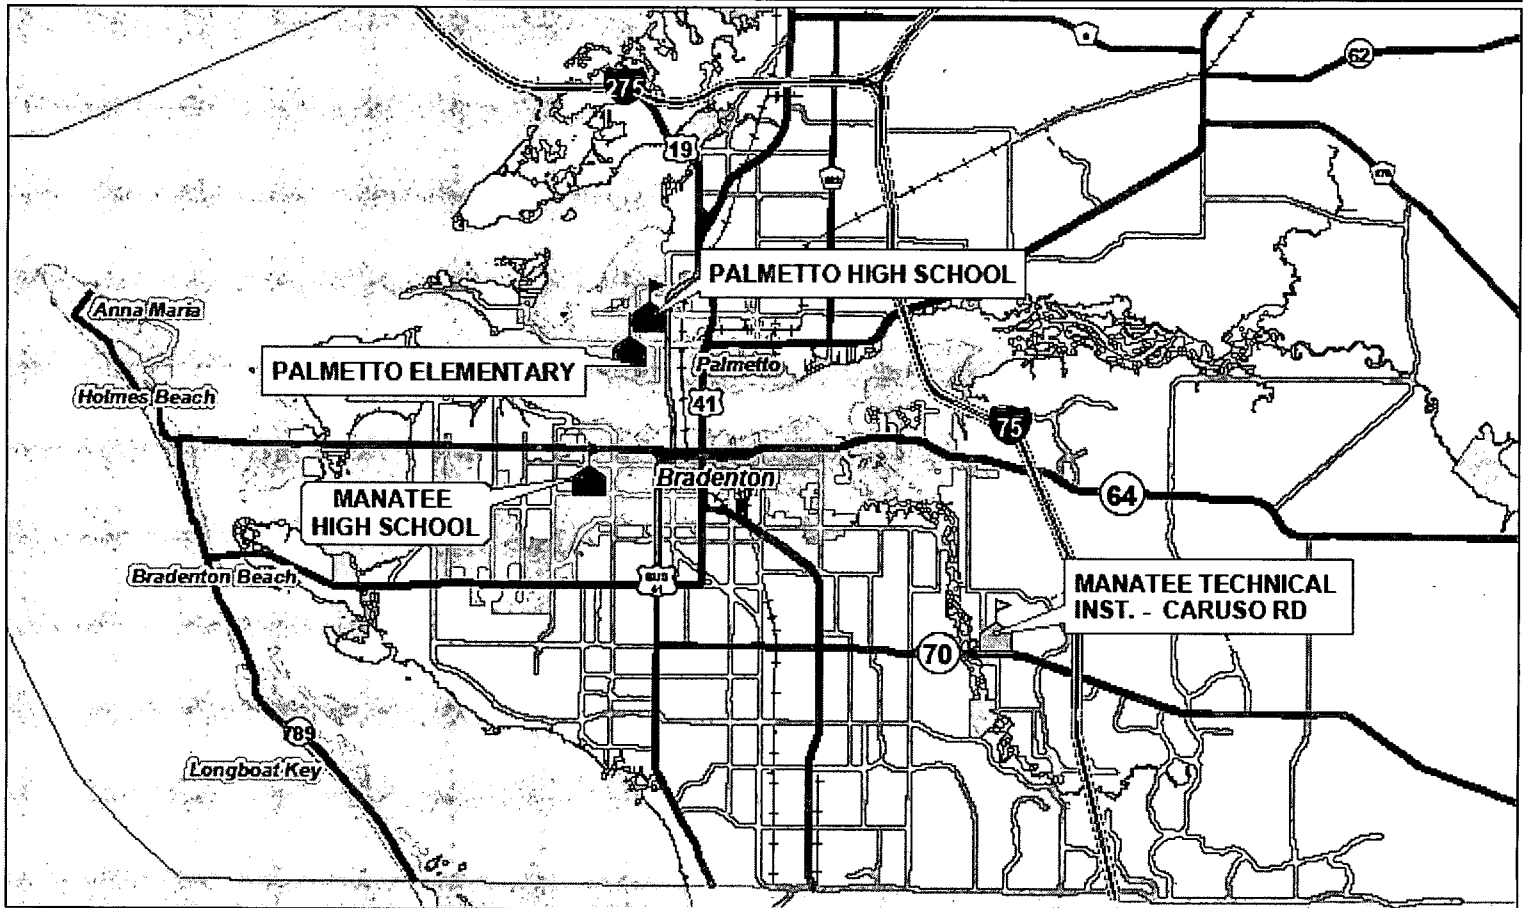 275
62
19
PALMETTO HIGH SCHOOL
Anna Maria
PALMETTO ELEMENTARY
Palmetto
Holmes Beach
41
75
Bradenton
64
MANATEE
HIGH SCHOOL
Bradenton Beach
BUS
41
MANATEE TECHNICAL
INST. - CARUSO RD
70
789
Longboat Key